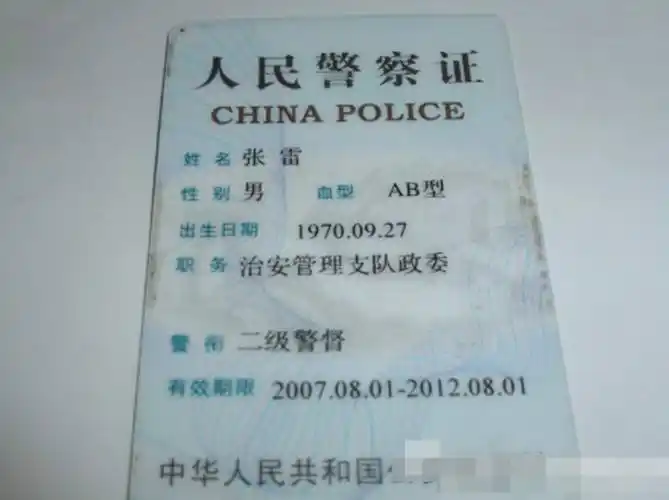 人民警察证
CHINA POLICE
姓名 张雷
性别 男 血型 AB型
出生日期 1970.09.27
职务 治安管理支队政委
警衔 二级警督
有效期限 2007.08.01-2012.08.01
中华人民共和国